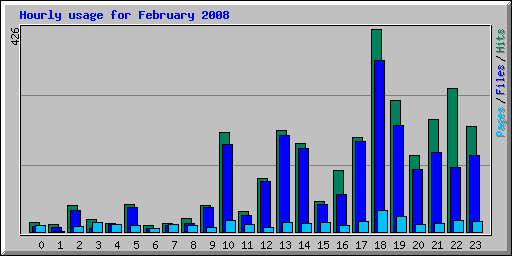 Hourly usage for February 2008
426
Pages/Files/Hits
0 1 2 3 4 5 6 7 8 9 10 11 12 13 14 15 16 17 18 19 20 21 22 23